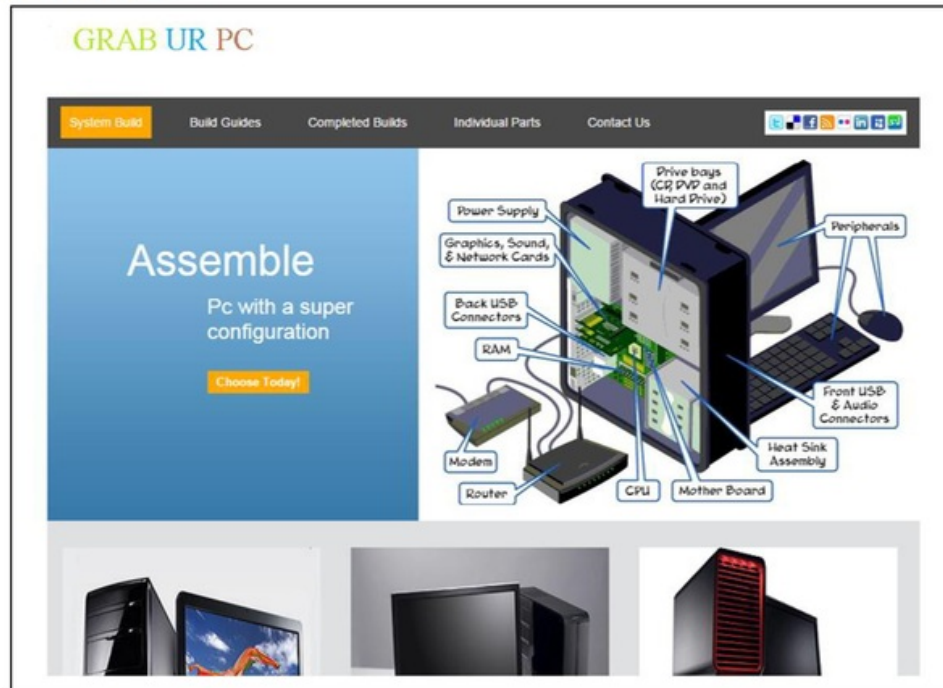 GRAB UR PC
System Build
Build Guides
Completed Builds
Individual Parts
Contact Us
Assemble
Pc with a super
configuration
Choose Today!
Drive bays
(CD, DVD and
Hard Drive)
Power Supply
Peripherals
Graphics, Sound,
& Network Cards
Back USB
Connectors
RAM
Front USB
& Audio
Connectors
Heat Sink
Assembly
Modem
Router
CPU
Mother Board